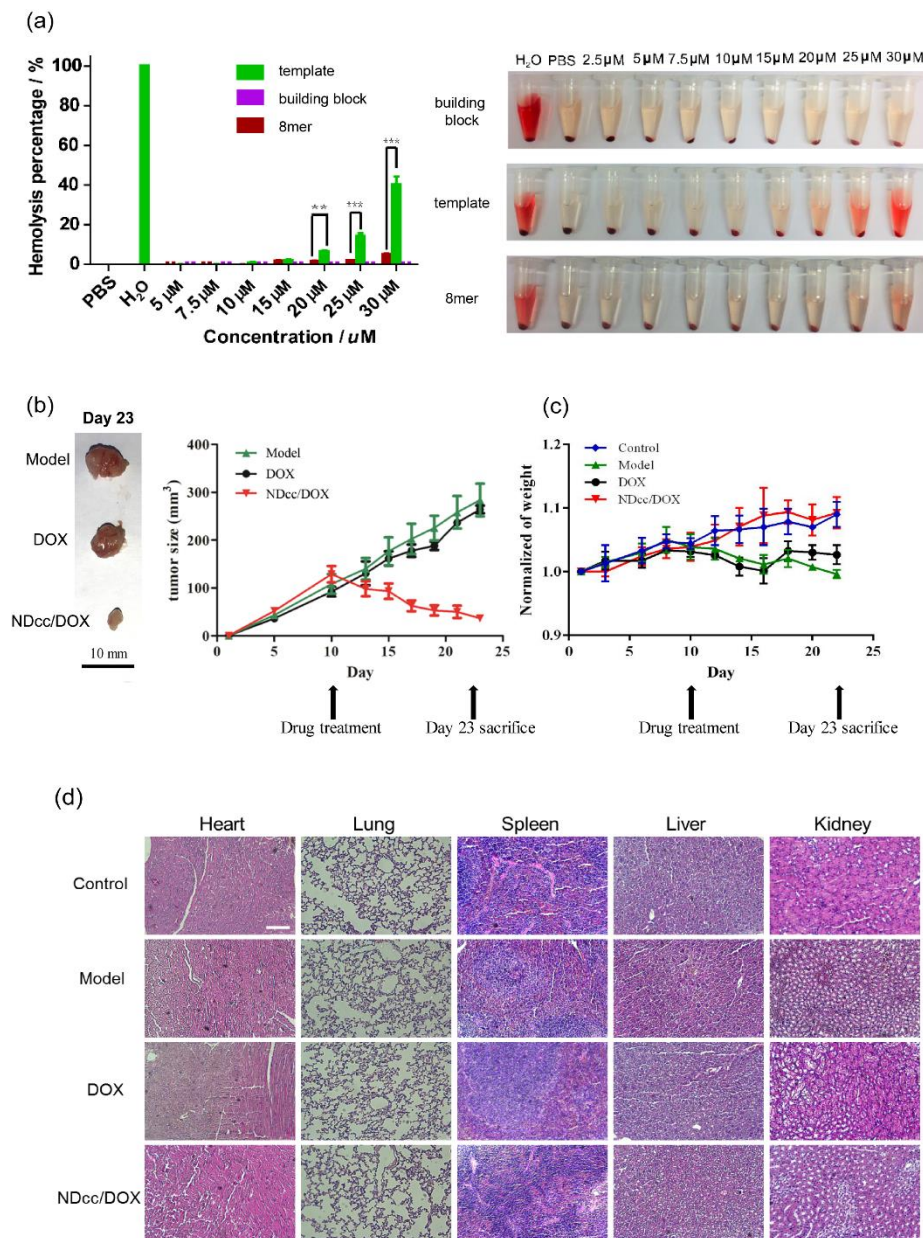 (a)
100
80
60
40
20
0
Hemolysis percentage / %
template
building block
8mer
**
***
***
PBS
H2O
5 µM
7.5 µM
10 µM
15 µM
20 µM
25 µM
30 µM
Concentration / uM
H2O PBS 2.5µM 5µM 7.5µM 10µM 15µM 20µM 25µM 30µM
building
block
template
8mer
(b)
Day 23
Model
DOX
NDcc/DOX
10 mm
400
300
200
100
0
tumor size (mm3)
Model
DOX
NDcc/DOX
0 5 10 15 20 25
Day
Drug treatment
Day 23 sacrifice
(c)
1.2
1.1
1.0
0.9
Normalized of weight
Control
Model
DOX
NDcc/DOX
0 5 10 15 20 25
Day
Drug treatment
Day 23 sacrifice
(d)
Heart Lung Spleen Liver Kidney
Control
Model
DOX
NDcc/DOX